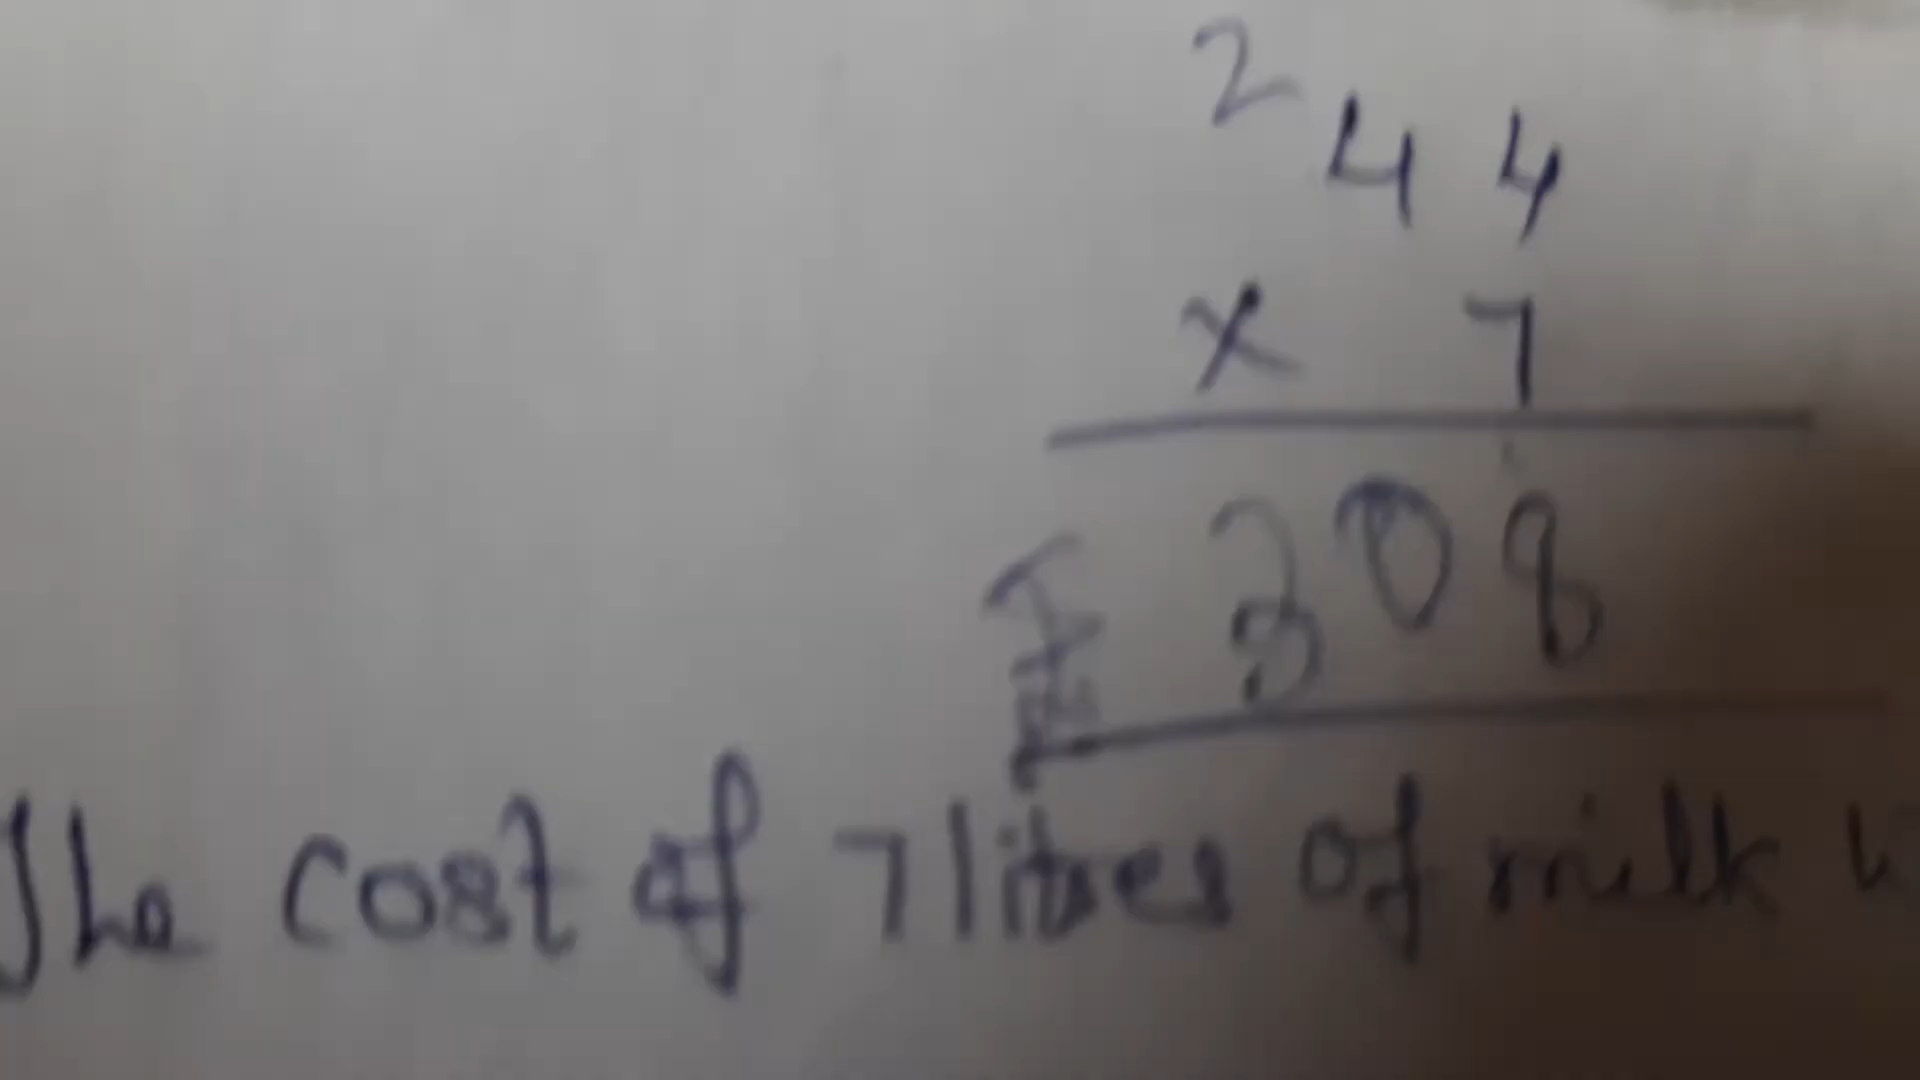 2
44
× 7
308
The cost of 7 litres of milk